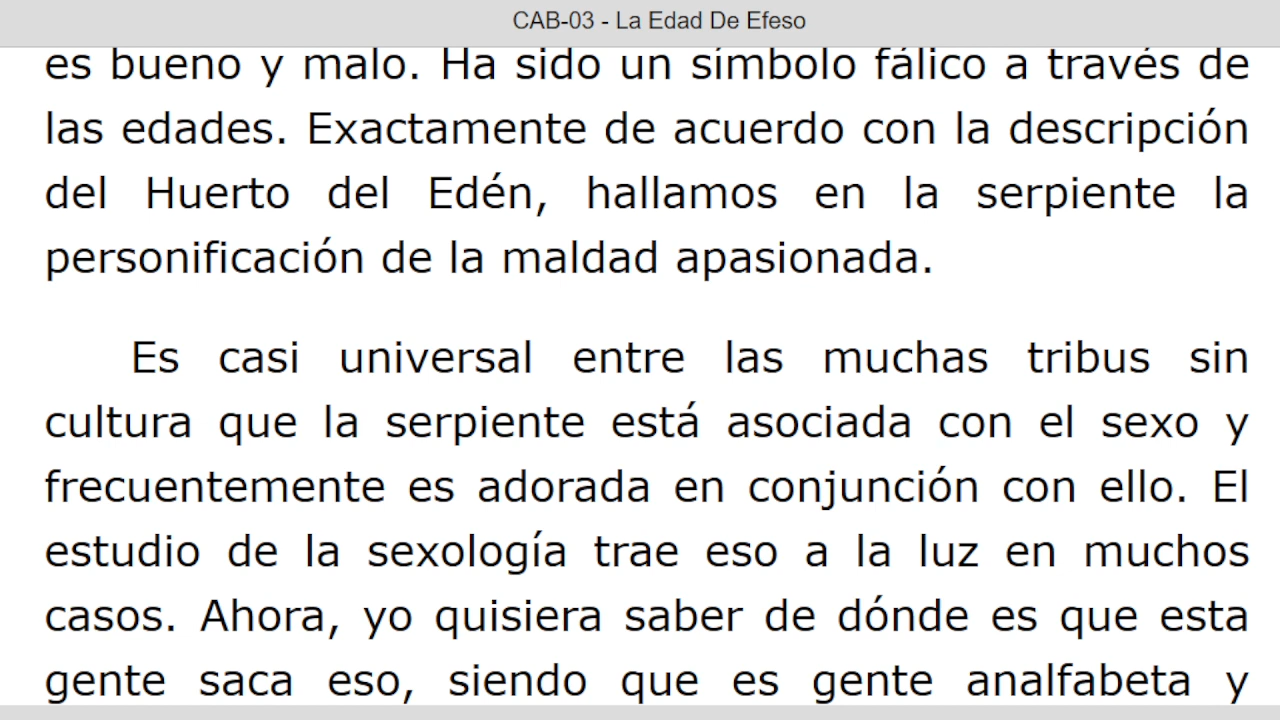 CAB-03 - La Edad De Efeso
es bueno y malo. Ha sido un símbolo fálico a través de
las edades. Exactamente de acuerdo con la descripción
del Huerto del Edén, hallamos en la serpiente la
personificación de la maldad apasionada.
Es casi universal entre las muchas tribus sin
cultura que la serpiente está asociada con el sexo y
frecuentemente es adorada en conjunción con ello. El
estudio de la sexología trae eso a la luz en muchos
casos. Ahora, yo quisiera saber de dónde es que esta
gente saca eso, siendo que es gente analfabeta y